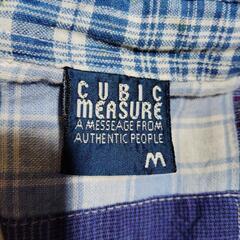 CUBIC
MEASURE
A MESSEAGE FROM
AUTHENTIC PEOPLE
M